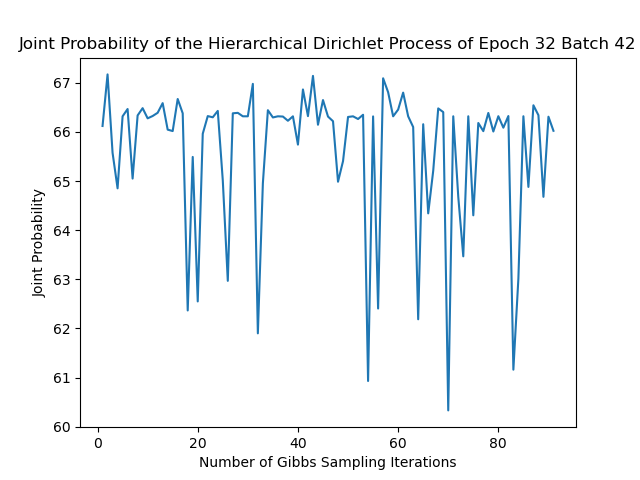 Joint Probability of the Hierarchical Dirichlet Process of Epoch 32 Batch 42
67
66
65
64
63
62
61
60
Joint Probability
0 20 40 60 80
Number of Gibbs Sampling Iterations